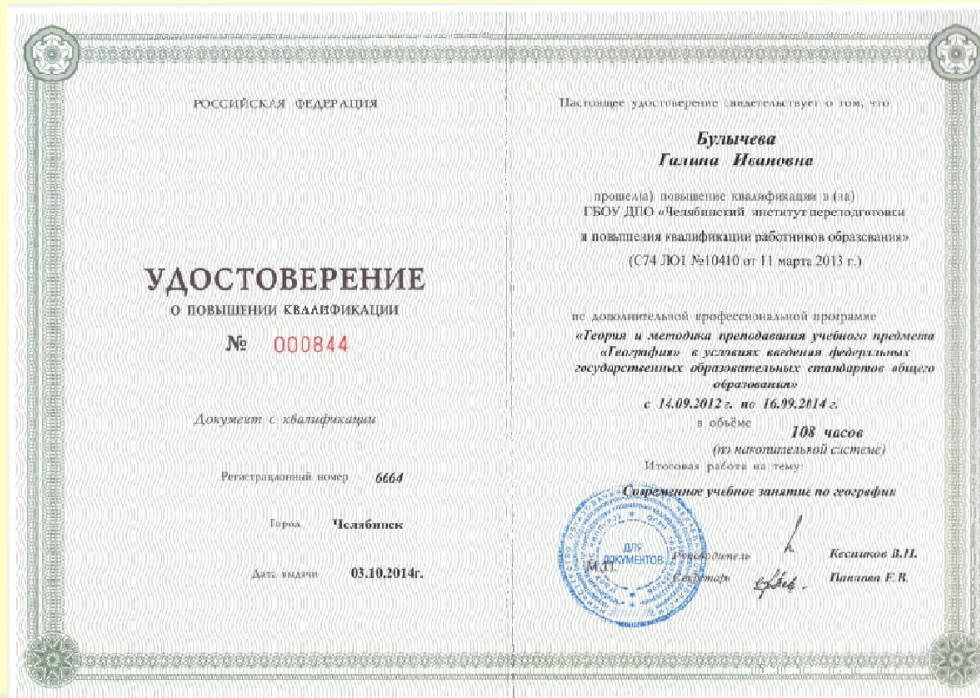 РОССИЙСКАЯ ФЕДЕРАЦИЯ
УДОСТОВЕРЕНИЕ
О ПОВЫШЕНИИ КВАЛИФИКАЦИИ
№ 000844
Документ о квалификации
Регистрационный номер 6664
Город Челябинск
Дата выдачи 03.10.2014г.
Настоящее удостоверение свидетельствует о том, что
Булычева
Галина Ивановна
прошел(а) повышение квалификации в (на)
ГБОУ ДПО «Челябинский институт переподготовки
и повышения квалификации работников образования»
(С74 ЛО1 №10410 от 11 марта 2013 г.)
по дополнительной профессиональной программе
«Теория и методика преподавания учебного предмета
«География» в условиях введения федеральных
государственных образовательных стандартов общего
образования»
с 14.09.2012 г. по 16.09.2014 г.
в объёме
108 часов
(по накопительной системе)
Итоговая работа на тему:
Современное учебное занятие по географии
ДЛЯ
ДОКУМЕНТОВ
М.П.
Руководитель
В.Н.
Секретарь Павлова Е.В.